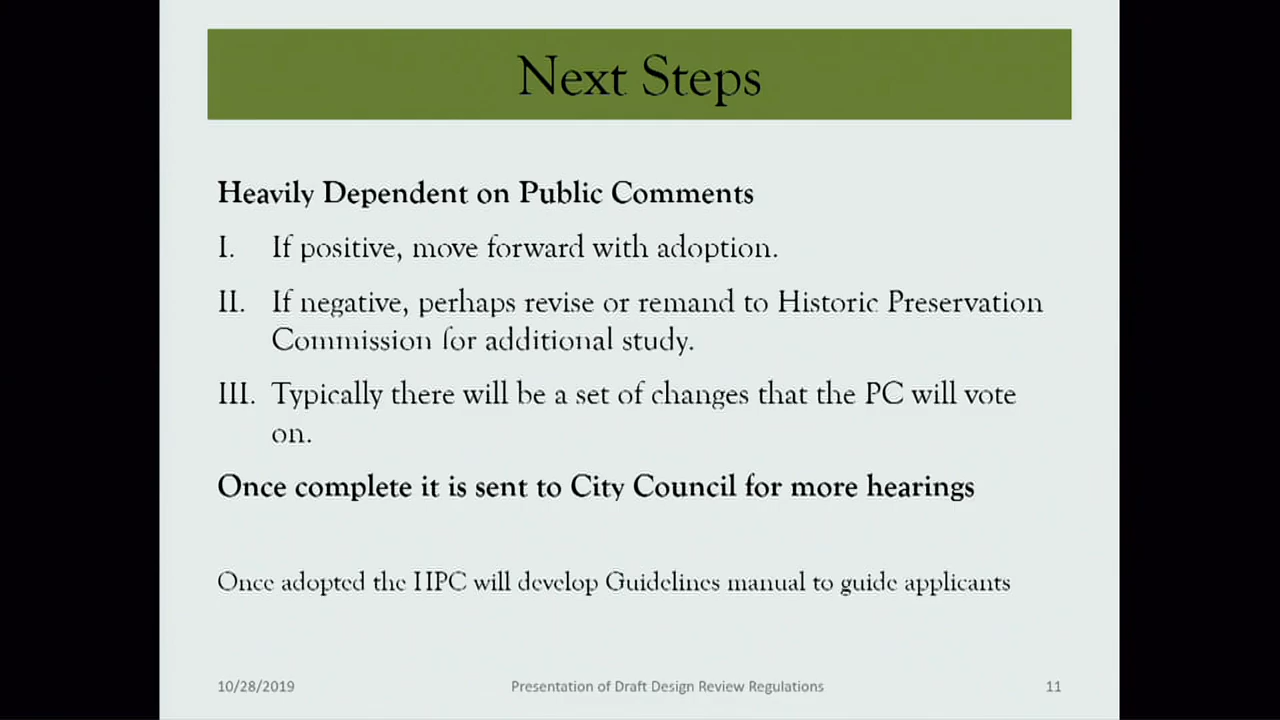 Next Steps
Heavily Dependent on Public Comments
I. If positive, move forward with adoption.
II. If negative, perhaps revise or remand to Historic Preservation
Commission for additional study.
III. Typically there will be a set of changes that the PC will vote
on.
Once complete it is sent to City Council for more hearings
Once adopted the HPC will develop Guidelines manual to guide applicants
10/28/2019 Presentation of Draft Design Review Regulations 11